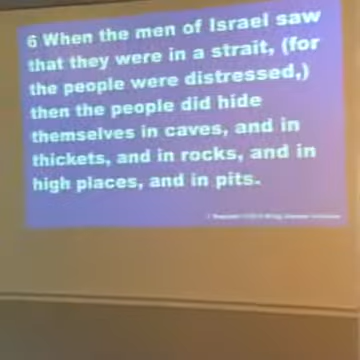 6 When the men of Israel saw
that they were in a strait, (for
the people were distressed,)
then the people did hide
themselves in caves, and in
thickets, and in rocks, and in
high places, and in pits.